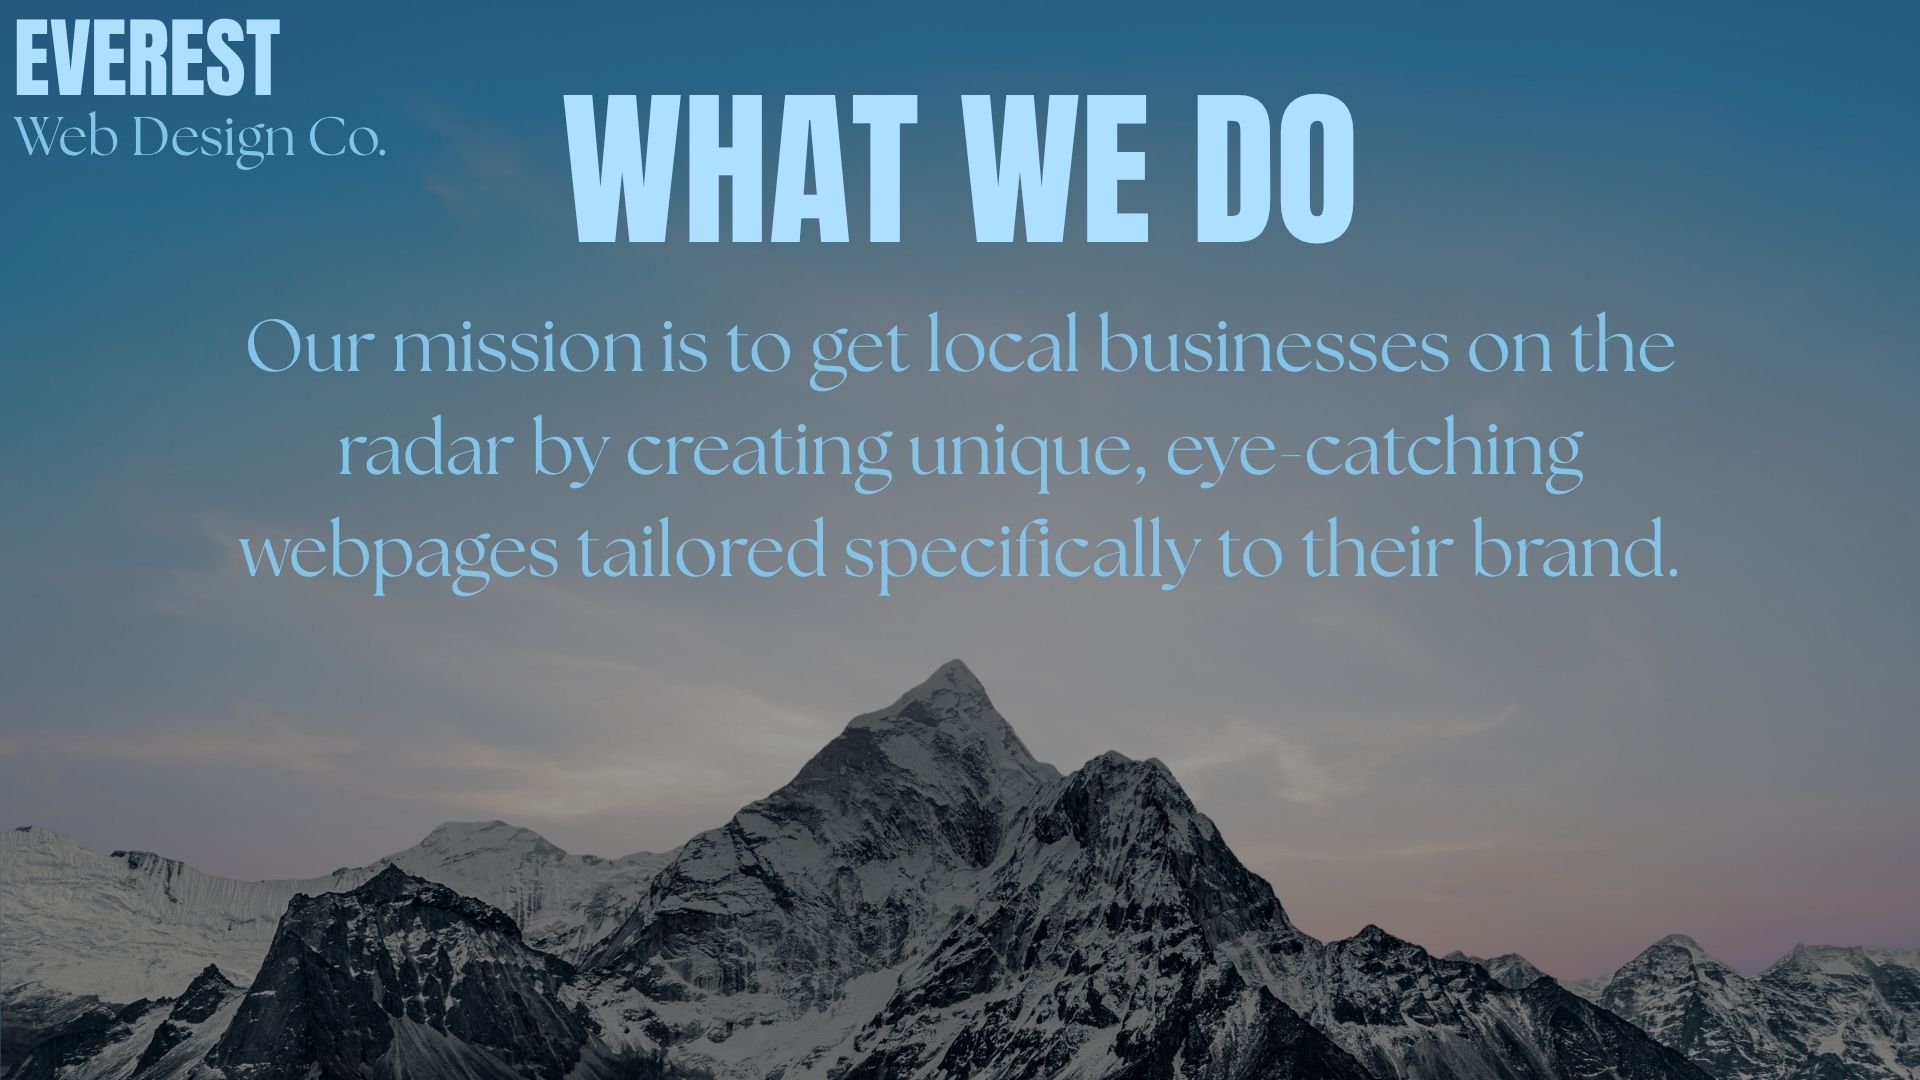 EVEREST
Web Design Co.
WHAT WE DO
Our mission is to get local businesses on the
radar by creating unique, eye-catching
webpages tailored specifically to their brand.